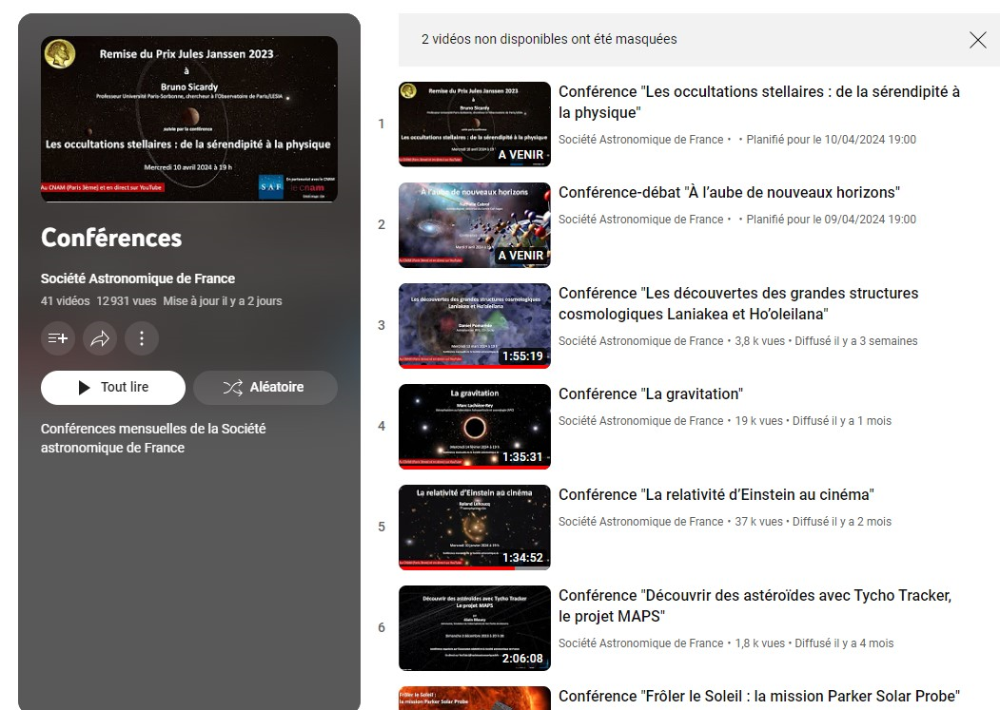 Remise du Prix Jules Janssen 2023
à
Bruno Sicardy
Professeur Université Paris-Sorbonne, chercheur à l'Observatoire de Paris/LESIA
suivie par la conférence
Les occultations stellaires : de la sérendipité à la physique
Mercredi 10 avril 2024 à 19 h
Au CNAM (Paris 3ème) et en direct sur YouTube
SAF
En partenariat avec le CNAM
le cnam
Conférences
Société Astronomique de France
41 vidéos 12 931 vues Mise à jour il y a 2 jours
Tout lire
Aléatoire
Conférences mensuelles de la Société
astronomique de France
2 vidéos non disponibles ont été masquées
1
Remise du Prix Jules Janssen 2023
à
Bruno Sicardy
suivie par la conférence
Les occultations stellaires : de la sérendipité à la physique
A VENIR
Conférence "Les occultations stellaires : de la sérendipité à
la physique"
Société Astronomique de France • • Planifié pour le 10/04/2024 19:00
2
À l'aube de nouveaux horizons
A VENIR
Conférence-débat "À l’aube de nouveaux horizons"
Société Astronomique de France • • Planifié pour le 09/04/2024 19:00
3
Les découvertes des grandes structures cosmologiques
Laniakea et Ho'oleilana
Daniel Pomarède
1:55:19
Conférence "Les découvertes des grandes structures
cosmologiques Laniakea et Ho’oleilana"
Société Astronomique de France • 3,8 k vues • Diffusé il y a 3 semaines
4
La gravitation
Marc Lachièze-Rey
1:35:31
Conférence "La gravitation"
Société Astronomique de France • 19 k vues • Diffusé il y a 1 mois
5
La relativité d’Einstein au cinéma
Roland Lehoucq
1:34:52
Conférence "La relativité d’Einstein au cinéma"
Société Astronomique de France • 37 k vues • Diffusé il y a 2 mois
6
Découvrir des astéroïdes avec Tycho Tracker
Le projet MAPS
par
Alain Maury
2:06:08
Conférence "Découvrir des astéroïdes avec Tycho Tracker,
le projet MAPS"
Société Astronomique de France • 1,8 k vues • Diffusé il y a 4 mois
Frôler le Soleil :
la mission Parker Solar Probe
Conférence "Frôler le Soleil : la mission Parker Solar Probe"